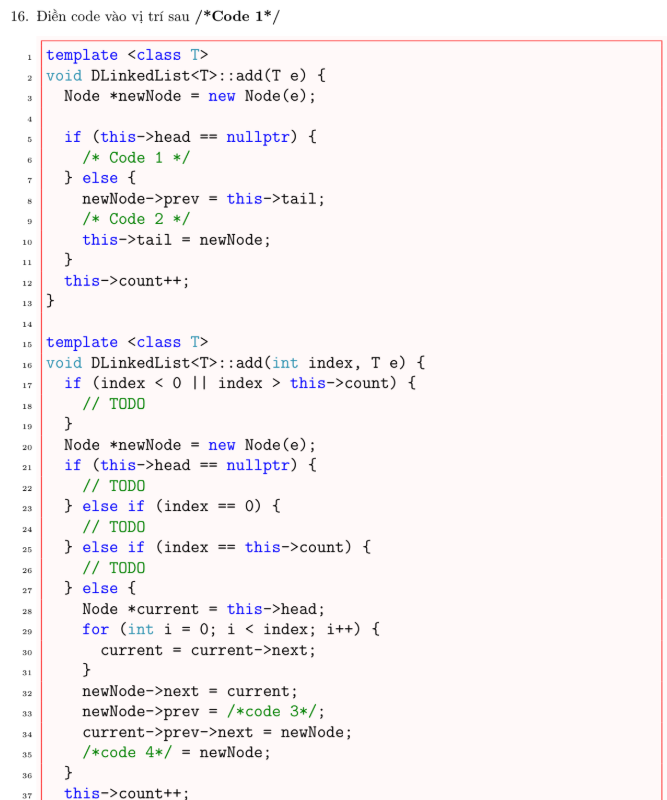 16. Diền code vào vị trí sau /*Code 1*/
1 template <class T>
2 void DLinkedList<T>::add(T e) {
3   Node *newNode = new Node(e);
4
5   if (this->head == nullptr) {
6     /* Code 1 */
7   } else {
8     newNode->prev = this->tail;
9     /* Code 2 */
10     this->tail = newNode;
11   }
12   this->count++;
13 }
14
15 template <class T>
16 void DLinkedList<T>::add(int index, T e) {
17   if (index < 0 || index > this->count) {
18     // TODO
19   }
20   Node *newNode = new Node(e);
21   if (this->head == nullptr) {
22     // TODO
23   } else if (index == 0) {
24     // TODO
25   } else if (index == this->count) {
26     // TODO
27   } else {
28     Node *current = this->head;
29     for (int i = 0; i < index; i++) {
30       current = current->next;
31     }
32     newNode->next = current;
33     newNode->prev = /*code 3*/;
34     current->prev->next = newNode;
35     /*code 4*/ = newNode;
36   }
37   this->count++;